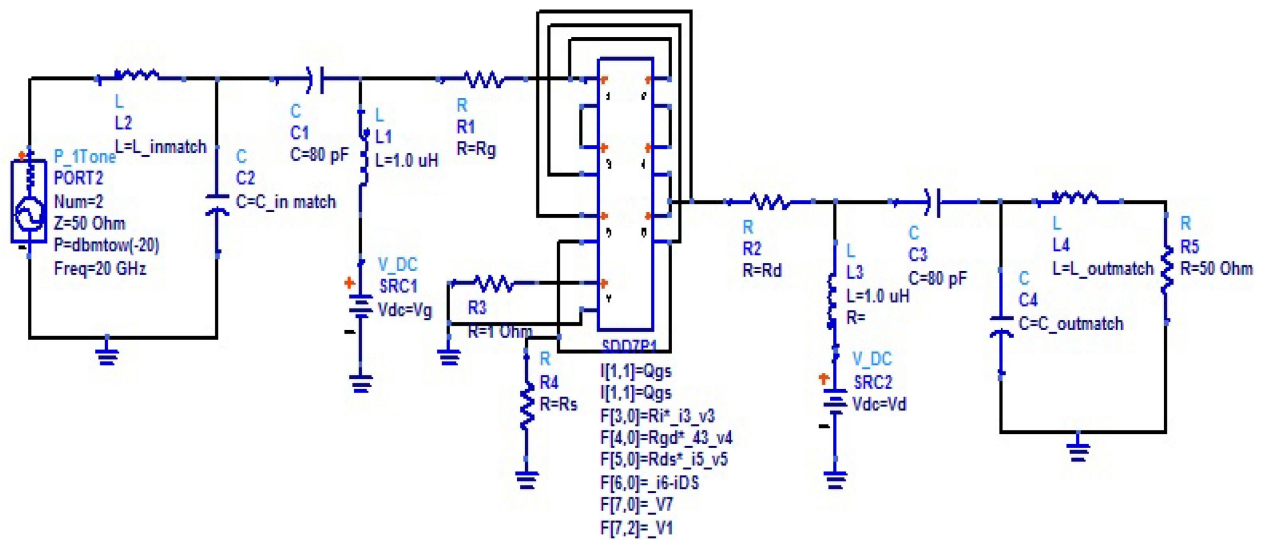 P_1Tone
PORT2
Num=2
Z=50 Ohm
P=dbmtow(-20)
Freq=20 GHz
L
L2
L=L_inmatch
C
C2
C=C_in match
C
C1
C=80 pF
L
L1
L=1.0 uH
V_DC
SRC1
Vdc=Vg
R
R1
R=Rg
R3
R=1 Ohm
R
R4
R=Rs
1
2
3
4
SDD7P1
I[1,1]=Qgs
I[1,1]=Qgs
F[3,0]=Ri*_i3_v3
F[4,0]=Rgd*_43_v4
F[5,0]=Rds*_i5_v5
F[6,0]=_i6-iDS
F[7,0]=_V7
F[7,2]=_V1
R
R2
R=Rd
L
L3
L=1.0 uH
R=
V_DC
SRC2
Vdc=Vd
C
C3
C=80 pF
C
C4
C=C_outmatch
L
L4
L=L_outmatch
R
R5
R=50 Ohm